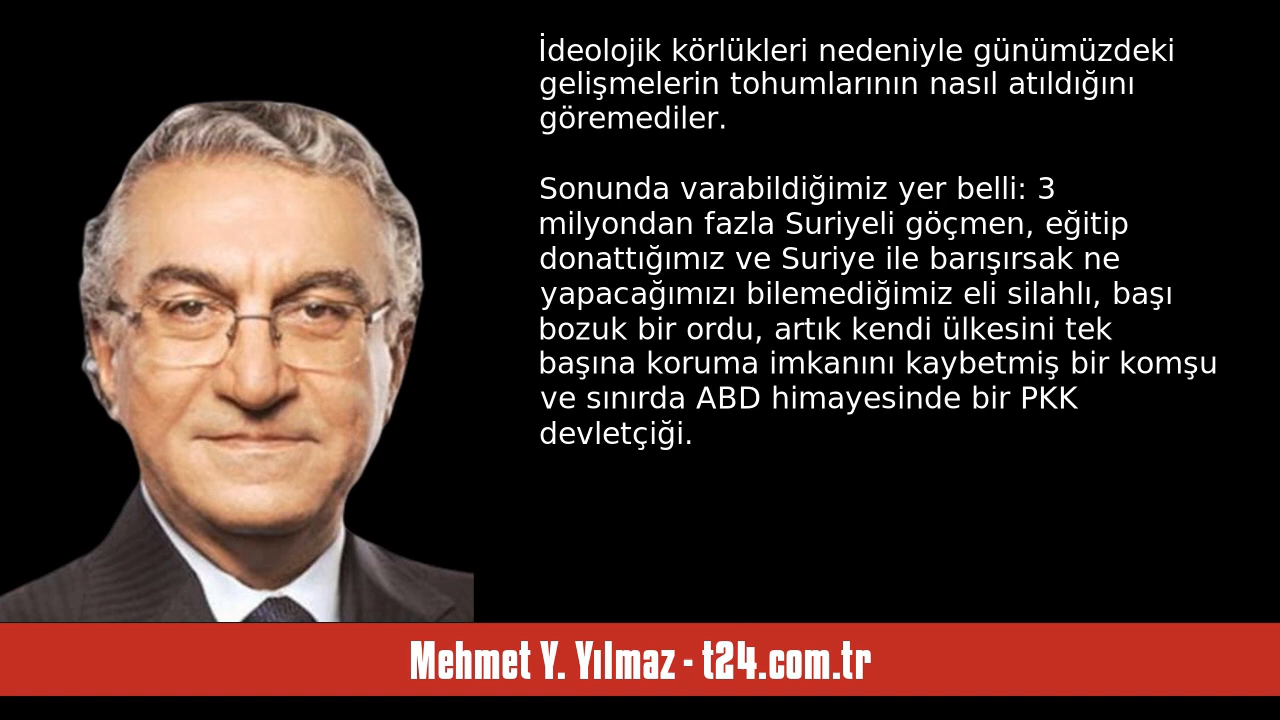 İdeolojik körlükleri nedeniyle günümüzdeki
gelişmelerin tohumlarının nasıl atıldığını
göremediler.
Sonunda varabildiğimiz yer belli: 3
milyondan fazla Suriyeli göçmen, eğitip
donattığımız ve Suriye ile barışırsak ne
yapacağımızı bilemediğimiz eli silahlı, başı
bozuk bir ordu, artık kendi ülkesini tek
başına koruma imkanını kaybetmiş bir komşu
ve sınırda ABD himayesinde bir PKK
devletçiği.
Mehmet Y. Yılmaz - t24.com.tr